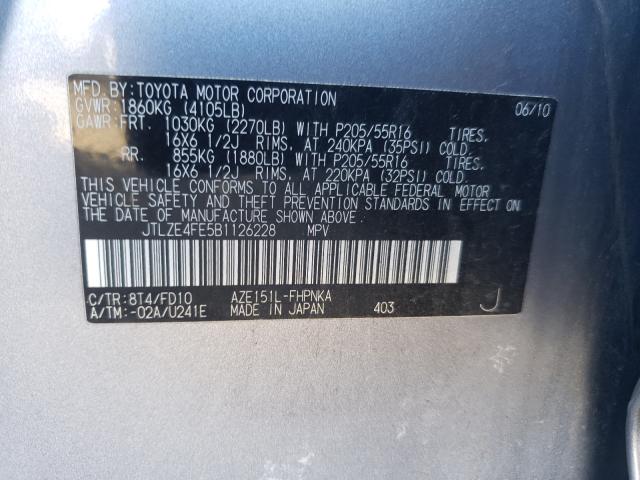 MFD. BY: TOYOTA MOTOR CORPORATION 06/10
GVWR: 1860KG (4105LB)
GAWR: FRT. 1030KG (2270LB) WITH P205/55R16 TIRES,
16X6 1/2J RIMS, AT 240KPA (35PSI) COLD.
RR. 855KG (1880LB) WITH P205/55R16 TIRES,
16X6 1/2J RIMS, AT 220KPA (32PSI) COLD.
THIS VEHICLE CONFORMS TO ALL APPLICABLE FEDERAL MOTOR
VEHICLE SAFETY AND THEFT PREVENTION STANDARDS IN EFFECT ON
THE DATE OF MANUFACTURE SHOWN ABOVE.
JTLZE4FE5B1126228 MPV
C/TR: 8T4/FD10 AZE151L-FHPNKA
A/TM: -02A/U241E MADE IN JAPAN 403 J